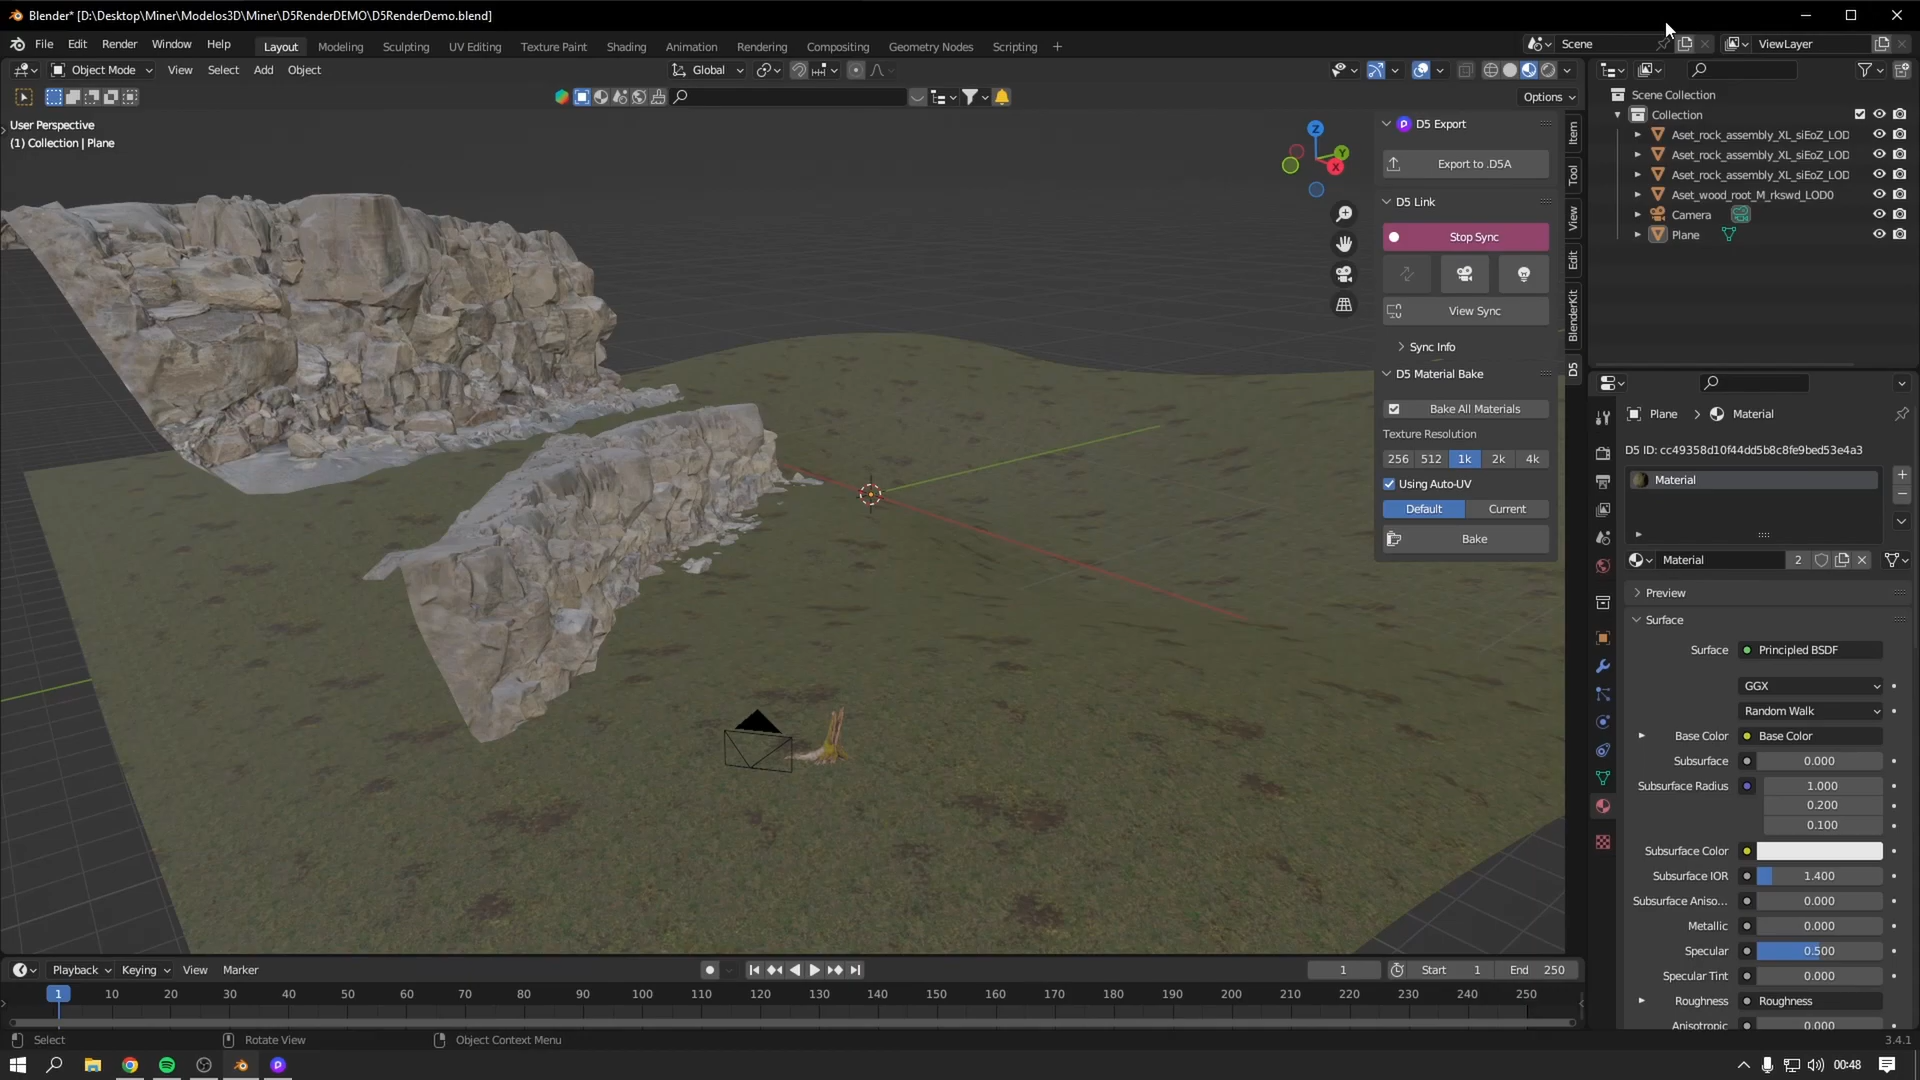 Blender* [D:\Desktop\Miner\Modelos3D\Miner\D5RenderDEMO\D5RenderDemo.blend]
File Edit Render Window Help Layout Modeling Sculpting UV Editing Texture Paint Shading Animation Rendering Compositing Geometry Nodes Scripting + Scene ViewLayer
Object Mode View Select Add Object Global
Options
User Perspective
(1) Collection | Plane
Z
Y
X
D5 Export
Export to .D5A
D5 Link
Stop Sync
View Sync
Sync Info
D5 Material Bake
Bake All Materials
Texture Resolution
256 512 1k 2k 4k
Using Auto-UV
Default Current
Bake
Item
Tool
View
Edit
BlenderKit
D5
Scene Collection
Collection
Aset_rock_assembly_XL_siEoZ_LOD
Aset_rock_assembly_XL_siEoZ_LOD
Aset_rock_assembly_XL_siEoZ_LOD
Aset_wood_root_M_rkswd_LOD0
Camera
Plane
Plane > Material
D5 ID: cc49358d10f44dd5b8c8fe9bed53e4a3
Material
Material 2
Preview
Surface
Surface Principled BSDF
GGX
Random Walk
Base Color Base Color
Subsurface 0.000
Subsurface Radius 1.000
0.200
0.100
Subsurface Color
Subsurface IOR 1.400
Subsurface Aniso... 0.000
Metallic 0.000
Specular 0.500
Specular Tint 0.000
Roughness Roughness
Anisotropic 0.000
Playback Keying View Marker 1 Start 1 End 250
1 10 20 30 40 50 60 70 80 90 100 110 120 130 140 150 160 170 180 190 200 210 220 230 240 250
Select Rotate View Object Context Menu 3.4.1
00:48